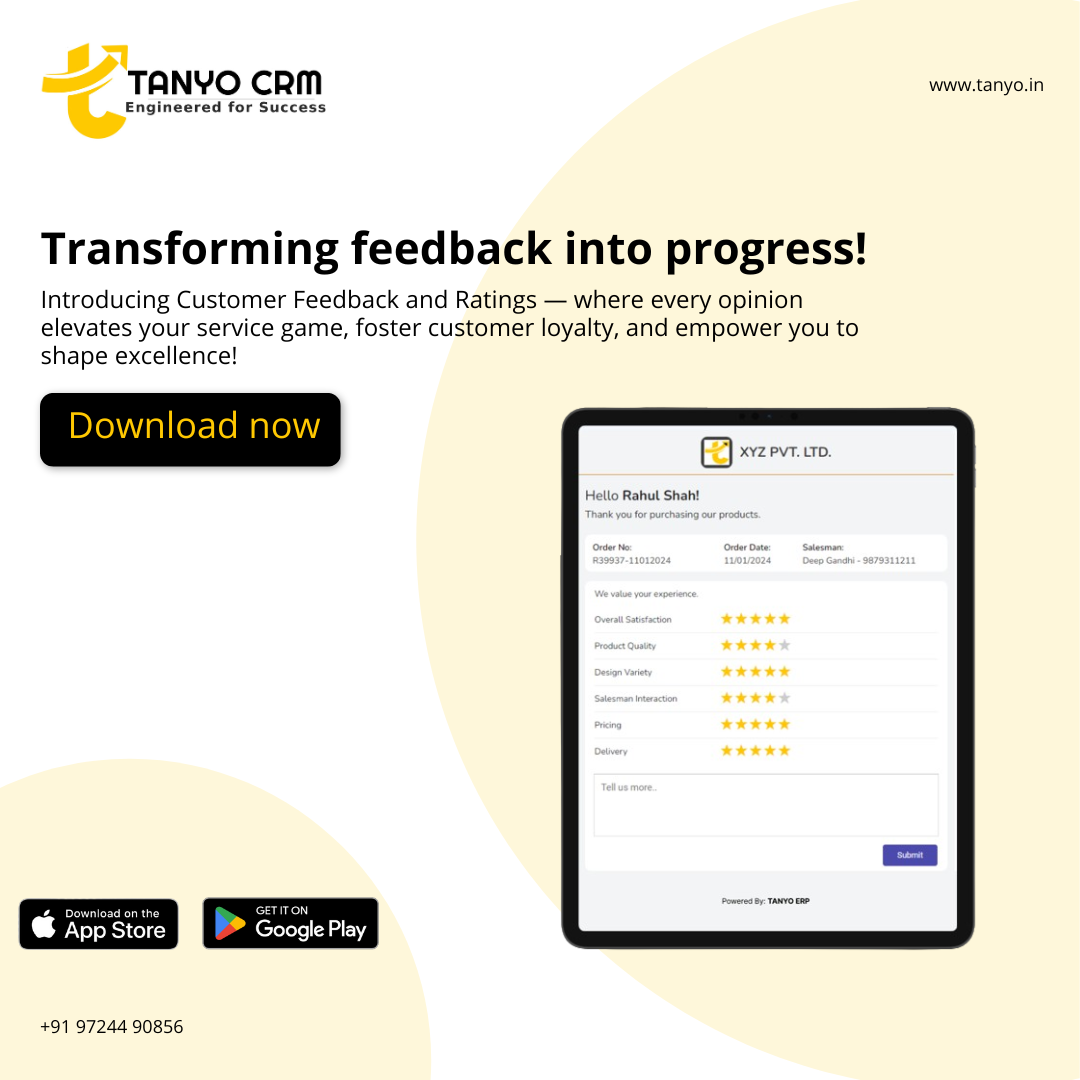 TANYO CRM
Engineered for Success
www.tanyo.in
Transforming feedback into progress!
Introducing Customer Feedback and Ratings — where every opinion
elevates your service game, foster customer loyalty, and empower you to
shape excellence!
Download now
XYZ PVT. LTD.
Hello Rahul Shah!
Thank you for purchasing our products.
Order No: Order Date: Salesman:
R39937-11012024 11/01/2024 Deep Gandhi - 9879311211
We value your experience.
Overall Satisfaction
Product Quality
Design Variety
Salesman Interaction
Pricing
Delivery
Tell us more..
Submit
Powered By: TANYO ERP
Download on the
App Store
GET IT ON
Google Play
+91 97244 90856